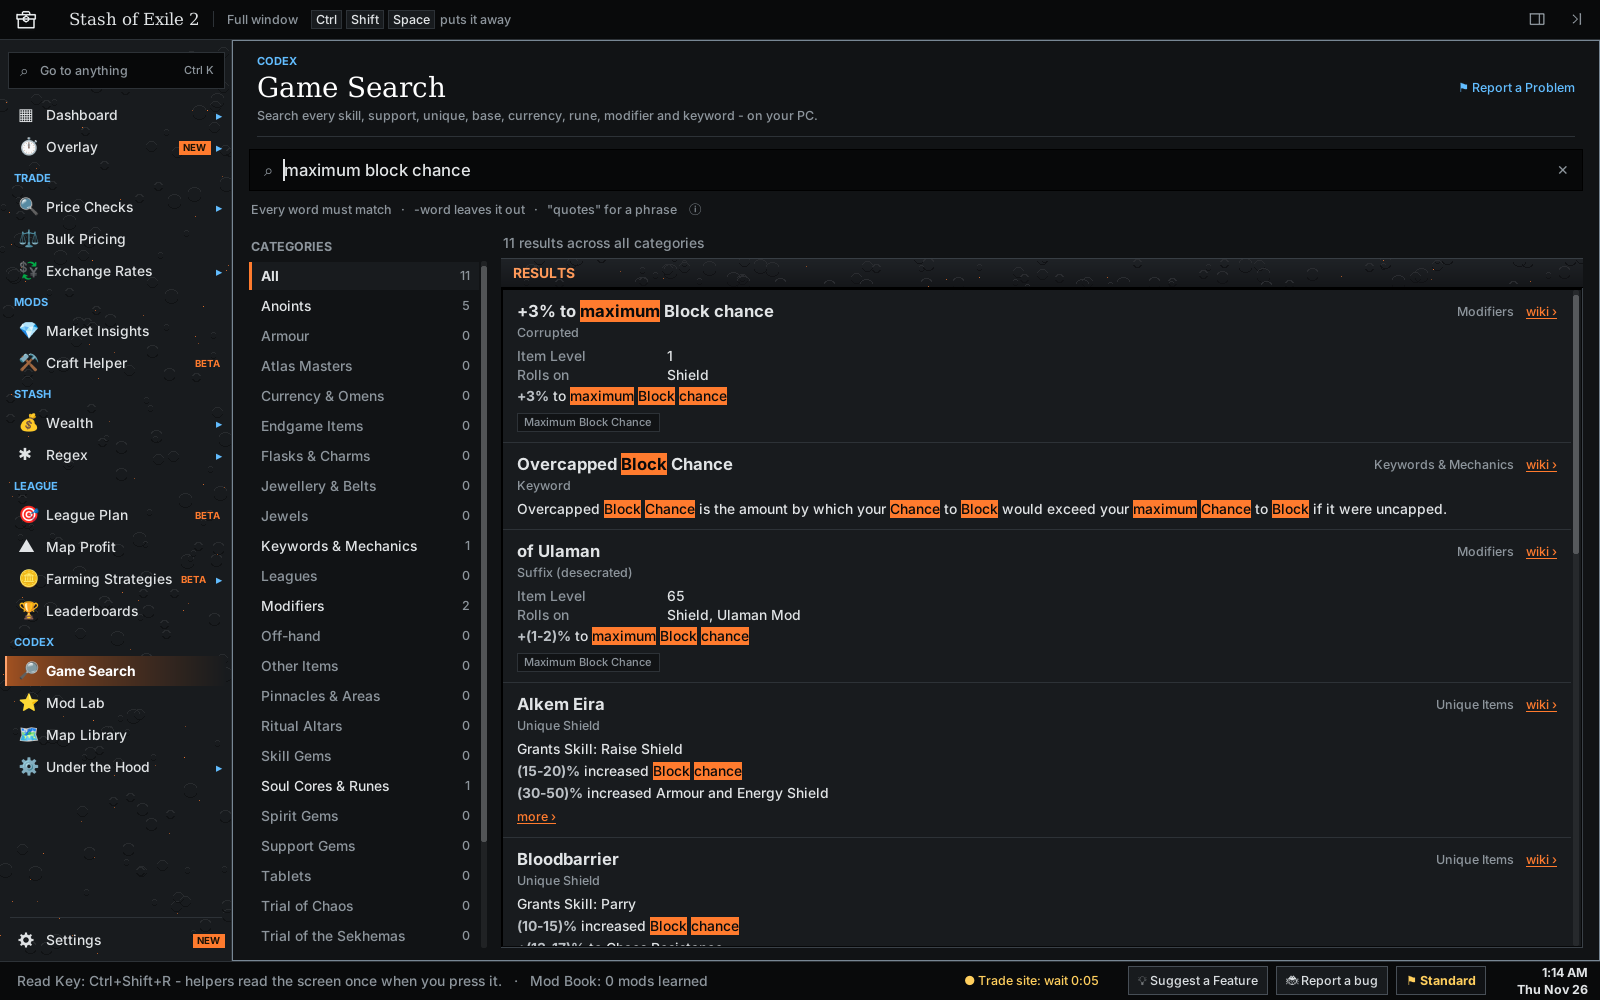 Stash of Exile 2
Full window Ctrl Shift Space puts it away
Go to anything Ctrl K
Dashboard
Overlay NEW
TRADE
Price Checks
Bulk Pricing
Exchange Rates
MODS
Market Insights
Craft Helper BETA
STASH
Wealth
Regex
LEAGUE
League Plan BETA
Map Profit
Farming Strategies BETA
Leaderboards
CODEX
Game Search
Mod Lab
Map Library
Under the Hood
Settings NEW
CODEX
Game Search
Report a Problem
Search every skill, support, unique, base, currency, rune, modifier and keyword - on your PC.
maximum block chance
Every word must match · -word leaves it out · "quotes" for a phrase
CATEGORIES
All 11
Anoints 5
Armour 0
Atlas Masters 0
Currency & Omens 0
Endgame Items 0
Flasks & Charms 0
Jewellery & Belts 0
Jewels 0
Keywords & Mechanics 1
Leagues 0
Modifiers 2
Off-hand 0
Other Items 0
Pinnacles & Areas 0
Ritual Altars 0
Skill Gems 0
Soul Cores & Runes 1
Spirit Gems 0
Support Gems 0
Tablets 0
Trial of Chaos 0
Trial of the Sekhemas 0
11 results across all categories
RESULTS
+3% to maximum Block chance Modifiers wiki ›
Corrupted
Item Level 1
Rolls on Shield
+3% to maximum Block chance
Maximum Block Chance
Overcapped Block Chance Keywords & Mechanics wiki ›
Keyword
Overcapped Block Chance is the amount by which your Chance to Block would exceed your maximum Chance to Block if it were uncapped.
of Ulaman Modifiers wiki ›
Suffix (desecrated)
Item Level 65
Rolls on Shield, Ulaman Mod
+(1-2)% to maximum Block chance
Maximum Block Chance
Alkem Eira Unique Items wiki ›
Unique Shield
Grants Skill: Raise Shield
(15-20)% increased Block chance
(30-50)% increased Armour and Energy Shield
more ›
Bloodbarrier Unique Items wiki ›
Unique Shield
Grants Skill: Parry
(10-15)% increased Block chance
Read Key: Ctrl+Shift+R - helpers read the screen once when you press it. · Mod Book: 0 mods learned
Trade site: wait 0:05
Suggest a Feature
Report a bug
Standard
1:14 AM
Thu Nov 26